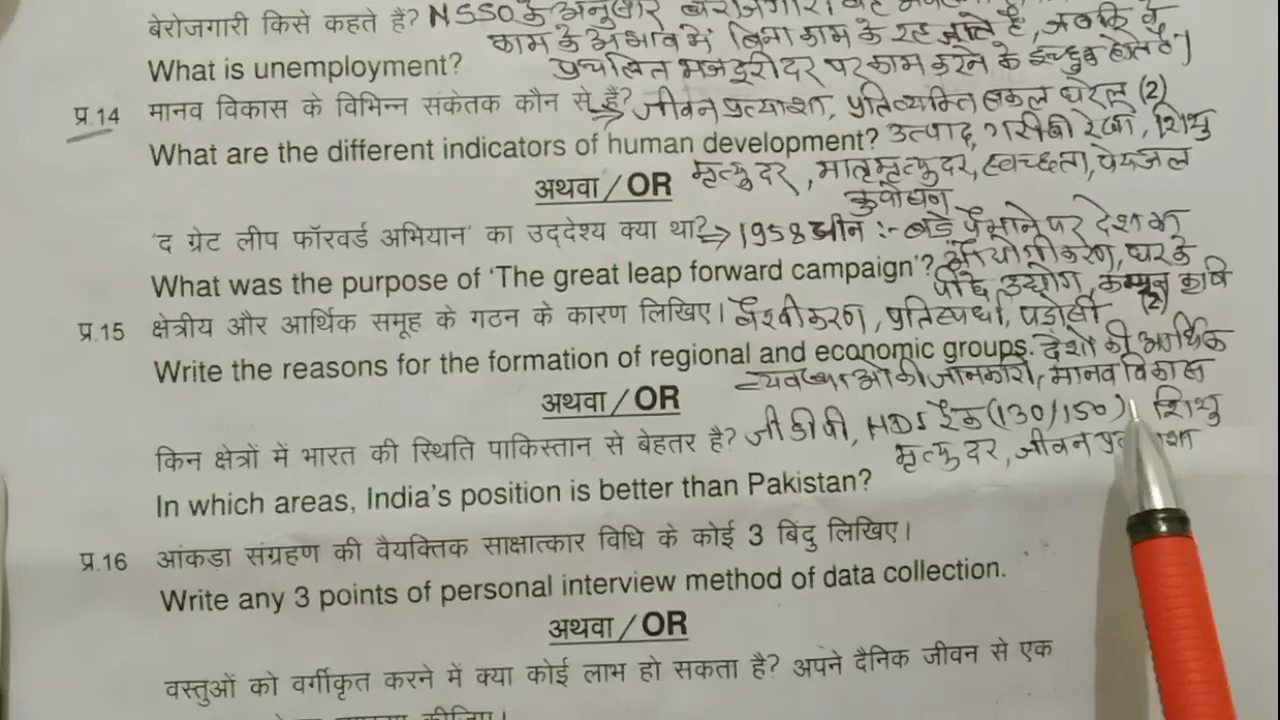 बेरोजगारी किसे कहते हैं? NSSO के अनुसार बेरोजगारी वह
काम के अभाव में बिना काम के रह जाते हैं, जबकि वे
What is unemployment? प्रचलित मजदूरी दर पर काम करने के इच्छुक होते हैं
प्र.14 मानव विकास के विभिन्न संकेतक कौन से हैं? → जीवन प्रत्याशा, प्रतिव्यक्ति सकल घरेलू (2)
What are the different indicators of human development? उत्पाद, गरीबी रेखा, शिशु
अथवा/OR मृत्यु दर, मातृमृत्यु दर, स्वच्छता, पेयजल
कुपोषण
'द ग्रेट लीप फॉरवर्ड अभियान' का उद्देश्य क्या था? → 1958 चीन :- बड़े पैमाने पर देश का
What was the purpose of 'The great leap forward campaign'? औद्योगीकरण, घर के
पीछे उद्योग, कम्यून कृषि
प्र.15 क्षेत्रीय और आर्थिक समूह के गठन के कारण लिखिए। वैश्वीकरण, प्रतिस्पर्धा, पड़ोसी (2)
Write the reasons for the formation of regional and economic groups. देशों की आर्थिक
व्यवस्थाओं की जानकारी, मानव विकास
अथवा/OR
किन क्षेत्रों में भारत की स्थिति पाकिस्तान से बेहतर है? जीडीपी, HDI रैंक (130/150), शिशु
मृत्यु दर, जीवन
In which areas, India's position is better than Pakistan?
प्र.16 आंकडा संग्रहण की वैयक्तिक साक्षात्कार विधि के कोई 3 बिंदु लिखिए।
Write any 3 points of personal interview method of data collection.
अथवा/OR
वस्तुओं को वर्गीकृत करने में क्या कोई लाभ हो सकता है? अपने दैनिक जीवन से एक